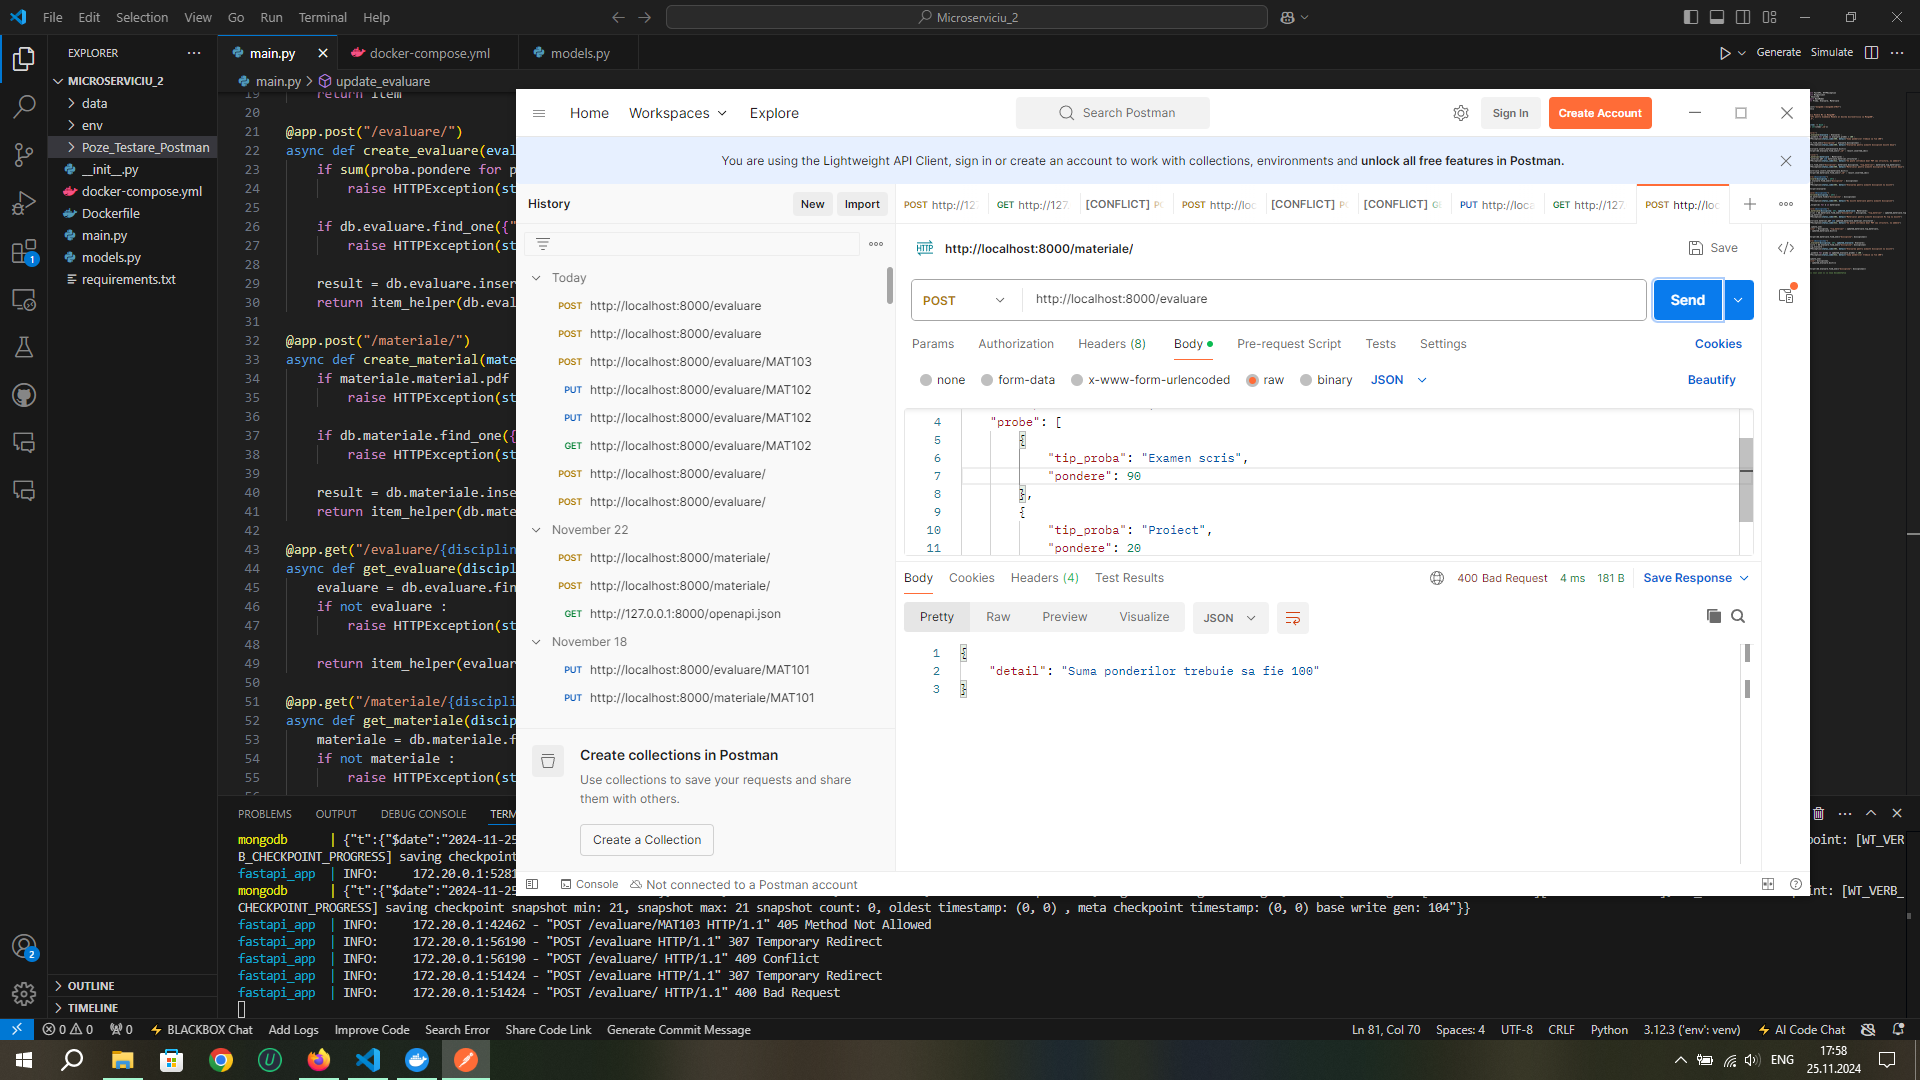 File Edit Selection View Go Run Terminal Help
Microserviciu_2
EXPLORER
MICROSERVICIU_2
data
env
Poze_Testare_Postman
__init__.py
docker-compose.yml
Dockerfile
main.py
models.py
requirements.txt
OUTLINE
TIMELINE
main.py docker-compose.yml models.py
Generate Simulate
main.py > update_evaluare
19 return item
20
21 @app.post("/evaluare/")
22 async def create_evaluare(eval
23 if sum(proba.pondere for p
24 raise HTTPException(st
25
26 if db.evaluare.find_one({"
27 raise HTTPException(st
28
29 result = db.evaluare.inser
30 return item_helper(db.eval
31
32 @app.post("/materiale/")
33 async def create_material(mate
34 if materiale.material.pdf
35 raise HTTPException(st
36
37 if db.materiale.find_one({
38 raise HTTPException(st
39
40 result = db.materiale.inse
41 return item_helper(db.mate
42
43 @app.get("/evaluare/{disciplin
44 async def get_evaluare(discipl
45 evaluare = db.evaluare.fin
46 if not evaluare :
47 raise HTTPException(st
48
49 return item_helper(evaluar
50
51 @app.get("/materiale/{discipli
52 async def get_materiale(discip
53 materiale = db.materiale.f
54 if not materiale :
55 raise HTTPException(st
Home Workspaces Explore
Search Postman
Sign In Create Account
You are using the Lightweight API Client, sign in or create an account to work with collections, environments and unlock all free features in Postman.
History
New Import
Today
POST http://localhost:8000/evaluare
POST http://localhost:8000/evaluare
POST http://localhost:8000/evaluare/MAT103
PUT http://localhost:8000/evaluare/MAT102
PUT http://localhost:8000/evaluare/MAT102
GET http://localhost:8000/evaluare/MAT102
POST http://localhost:8000/evaluare/
POST http://localhost:8000/evaluare/
November 22
POST http://localhost:8000/materiale/
POST http://localhost:8000/materiale/
GET http://127.0.0.1:8000/openapi.json
November 18
PUT http://localhost:8000/evaluare/MAT101
PUT http://localhost:8000/materiale/MAT101
Create collections in Postman
Use collections to save your requests and share
them with others.
Create a Collection
POST http://127 GET http://127. [CONFLICT] PO POST http://loc [CONFLICT] P [CONFLICT] GE PUT http://loca GET http://127. POST http://loc
HTTP http://localhost:8000/materiale/
Save
POST http://localhost:8000/evaluare
Send
Params Authorization Headers (8) Body Pre-request Script Tests Settings Cookies
none form-data x-www-form-urlencoded raw binary JSON Beautify
4 "probe": [
5 {
6 "tip_proba": "Examen scris",
7 "pondere": 90
8 },
9 {
10 "tip_proba": "Proiect",
11 "pondere": 20
Body Cookies Headers (4) Test Results
400 Bad Request 4 ms 181 B Save Response
Pretty Raw Preview Visualize JSON
1 {
2 "detail": "Suma ponderilor trebuie sa fie 100"
3 }
Console Not connected to a Postman account
PROBLEMS OUTPUT DEBUG CONSOLE TERM
mongodb | {"t":{"$date":"2024-11-25 point: [WT_VER
B_CHECKPOINT_PROGRESS] saving checkpoint
fastapi_app | INFO: 172.20.0.1:5281
mongodb | {"t":{"$date":"2024-11-25 point: [WT_VERB_
CHECKPOINT_PROGRESS] saving checkpoint snapshot min: 21, snapshot max: 21 snapshot count: 0, oldest timestamp: (0, 0) , meta checkpoint timestamp: (0, 0) base write gen: 104"}}
fastapi_app | INFO: 172.20.0.1:42462 - "POST /evaluare/MAT103 HTTP/1.1" 405 Method Not Allowed
fastapi_app | INFO: 172.20.0.1:56190 - "POST /evaluare HTTP/1.1" 307 Temporary Redirect
fastapi_app | INFO: 172.20.0.1:56190 - "POST /evaluare/ HTTP/1.1" 409 Conflict
fastapi_app | INFO: 172.20.0.1:51424 - "POST /evaluare HTTP/1.1" 307 Temporary Redirect
fastapi_app | INFO: 172.20.0.1:51424 - "POST /evaluare/ HTTP/1.1" 400 Bad Request
0 0 0 BLACKBOX Chat Add Logs Improve Code Search Error Share Code Link Generate Commit Message
Ln 81, Col 70 Spaces: 4 UTF-8 CRLF Python 3.12.3 ('env': venv) AI Code Chat
ENG
17:58
25.11.2024